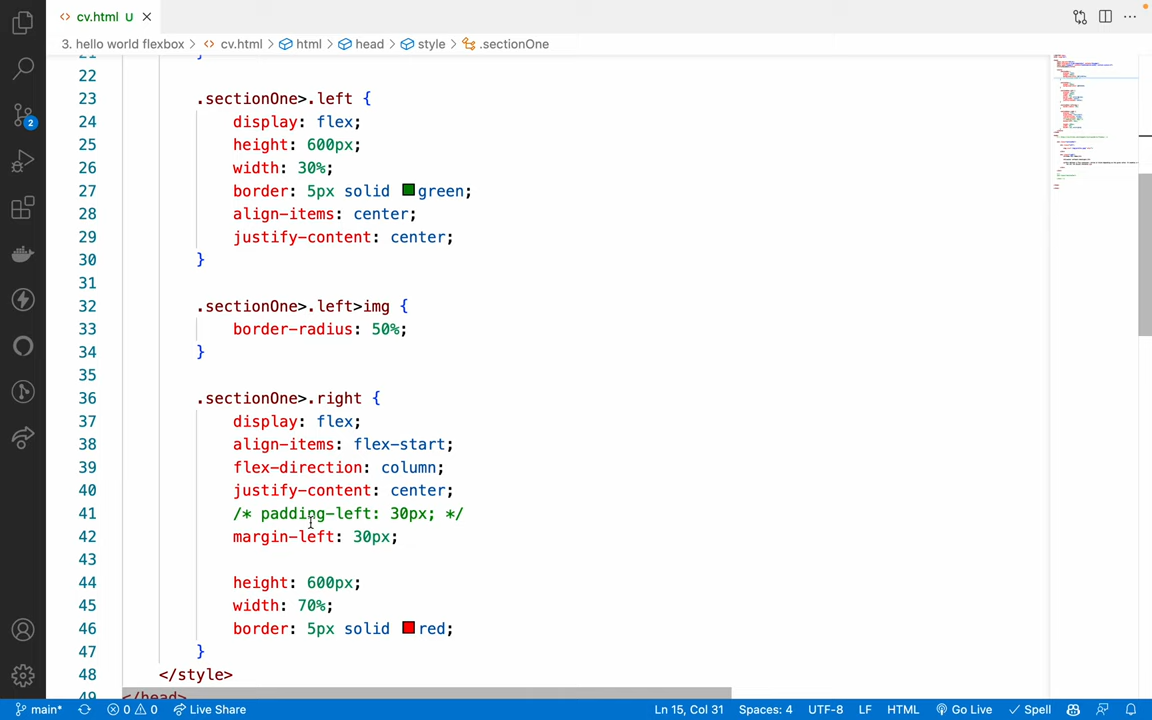 cv.html U
3. hello world flexbox > cv.html > html > head > style > .sectionOne
21 }
22
23 .sectionOne>.left {
24 display: flex;
25 height: 600px;
26 width: 30%;
27 border: 5px solid green;
28 align-items: center;
29 justify-content: center;
30 }
31
32 .sectionOne>.left>img {
33 border-radius: 50%;
34 }
35
36 .sectionOne>.right {
37 display: flex;
38 align-items: flex-start;
39 flex-direction: column;
40 justify-content: center;
41 /* padding-left: 30px; */
42 margin-left: 30px;
43
44 height: 600px;
45 width: 70%;
46 border: 5px solid red;
47 }
48 </style>
49 </head>
2
main* 0 0 Live Share Ln 15, Col 31 Spaces: 4 UTF-8 LF HTML Go Live Spell